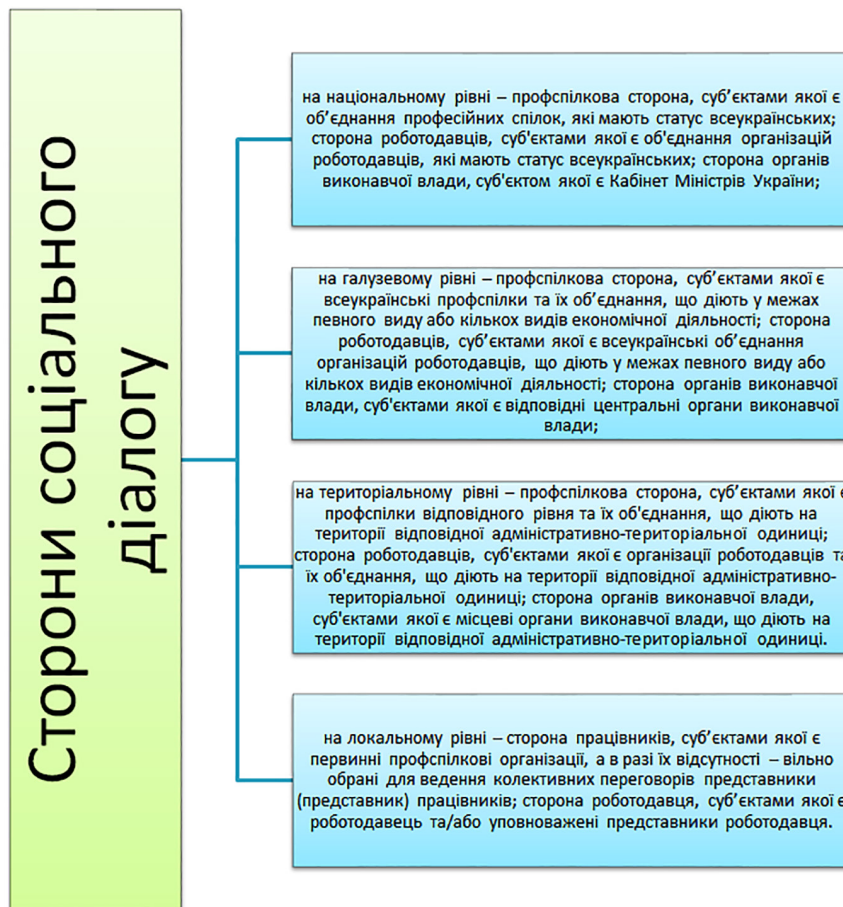 Сторони соціального
діалогу
на національному рівні – профспілкова сторона, суб’єктами якої є
об’єднання професійних спілок, які мають статус всеукраїнських;
сторона роботодавців, суб'єктами якої є об'єднання організацій
роботодавців, які мають статус всеукраїнських; сторона органів
виконавчої влади, суб'єктом якої є Кабінет Міністрів України;
на галузевому рівні – профспілкова сторона, суб’єктами якої є
всеукраїнські профспілки та їх об’єднання, що діють у межах
певного виду або кількох видів економічної діяльності; сторона
роботодавців, суб’єктами якої є всеукраїнські об’єднання
організацій роботодавців, що діють у межах певного виду або
кількох видів економічної діяльності; сторона органів виконавчої
влади, суб'єктами якої є відповідні центральні органи виконавчої
влади;
на територіальному рівні – профспілкова сторона, суб’єктами якої є
профспілки відповідного рівня та їх об'єднання, що діють на
території відповідної адміністративно-територіальної одиниці;
сторона роботодавців, суб'єктами якої є організації роботодавців та
їх об'єднання, що діють на території відповідної адміністративно-
територіальної одиниці; сторона органів виконавчої влади,
суб'єктами якої є місцеві органи виконавчої влади, що діють на
території відповідної адміністративно-територіальної одиниці.
на локальному рівні – сторона працівників, суб’єктами якої є
первинні профспілкові організації, а в разі їх відсутності – вільно
обрані для ведення колективних переговорів представники
(представник) працівників; сторона роботодавця, суб’єктами якої є
роботодавець та/або уповноважені представники роботодавця.